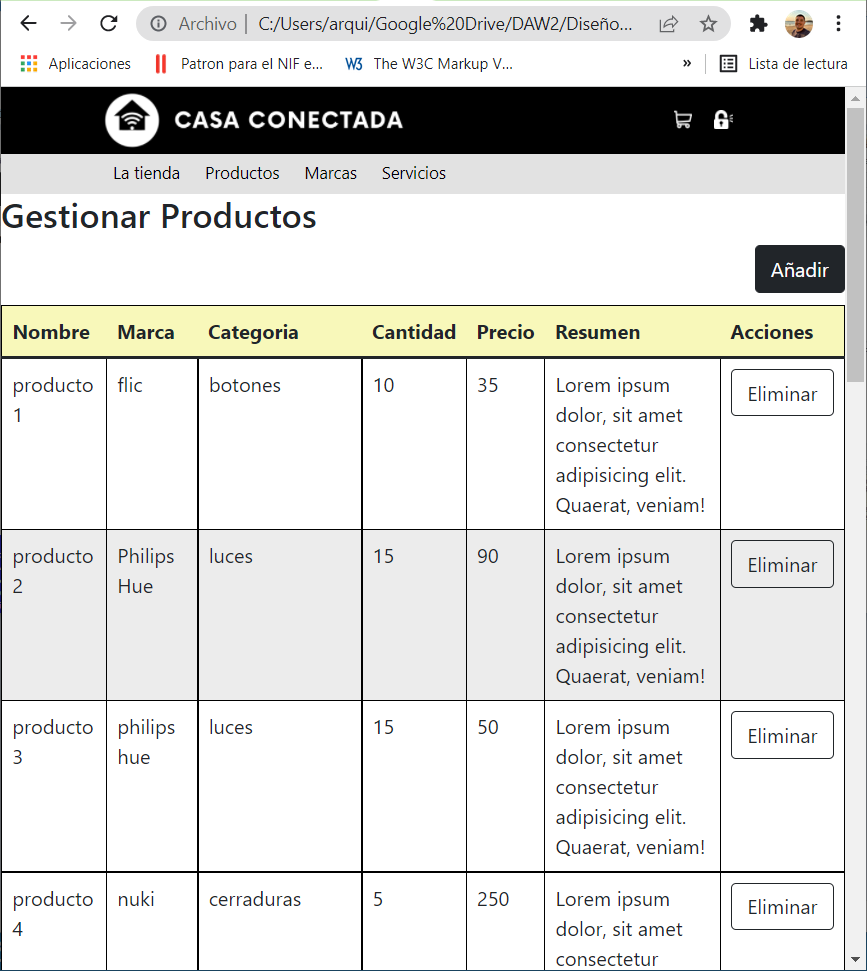 Archivo | C:/Users/arqui/Google%20Drive/DAW2/Diseño...
Aplicaciones Patron para el NIF e... W3 The W3C Markup V... » Lista de lectura
CASA CONECTADA
La tienda Productos Marcas Servicios
Gestionar Productos
Añadir
Nombre Marca Categoria Cantidad Precio Resumen Acciones
producto flic botones 10 35 Lorem ipsum Eliminar
1 dolor, sit amet
consectetur
adipisicing elit.
Quaerat, veniam!
producto Philips luces 15 90 Lorem ipsum Eliminar
2 Hue dolor, sit amet
consectetur
adipisicing elit.
Quaerat, veniam!
producto philips luces 15 50 Lorem ipsum Eliminar
3 hue dolor, sit amet
consectetur
adipisicing elit.
Quaerat, veniam!
producto nuki cerraduras 5 250 Lorem ipsum Eliminar
4 dolor, sit amet
consectetur